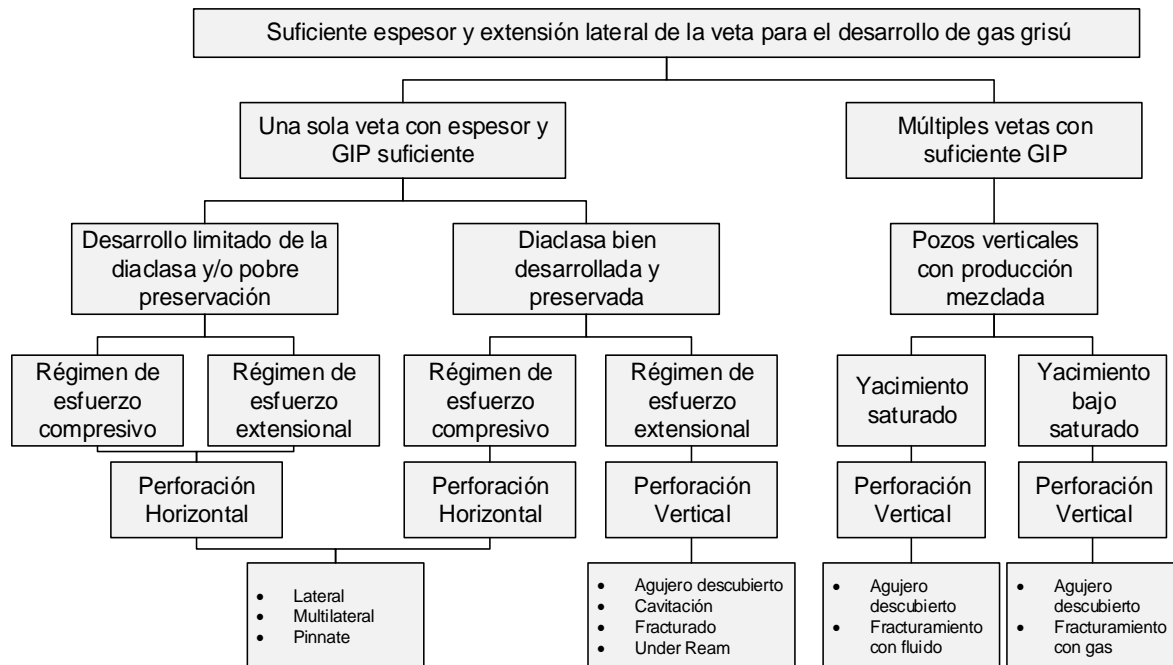 Suficiente espesor y extensión lateral de la veta para el desarrollo de gas grisú
Una sola veta con espesor y
GIP suficiente
Múltiples vetas con
suficiente GIP
Desarrollo limitado de la
diaclasa y/o pobre
preservación
Diaclasa bien
desarrollada y
preservada
Pozos verticales
con producción
mezclada
Régimen de
esfuerzo
compresivo
Régimen de
esfuerzo
extensional
Régimen de
esfuerzo
compresivo
Régimen de
esfuerzo
extensional
Yacimiento
saturado
Yacimiento
bajo
saturado
Perforación
Horizontal
Perforación
Horizontal
Perforación
Vertical
Perforación
Vertical
Perforación
Vertical
• Lateral
• Multilateral
• Pinnate
• Agujero descubierto
• Cavitación
• Fracturado
• Under Ream
• Agujero
descubierto
• Fracturamiento
con fluido
• Agujero
descubierto
• Fracturamiento
con gas